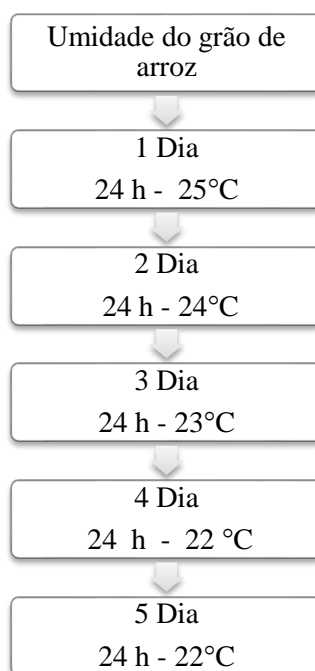 Umidade do grão de
arroz
1 Dia
24 h - 25°C
2 Dia
24 h - 24°C
3 Dia
24 h - 23°C
4 Dia
24 h - 22 °C
5 Dia
24 h - 22°C